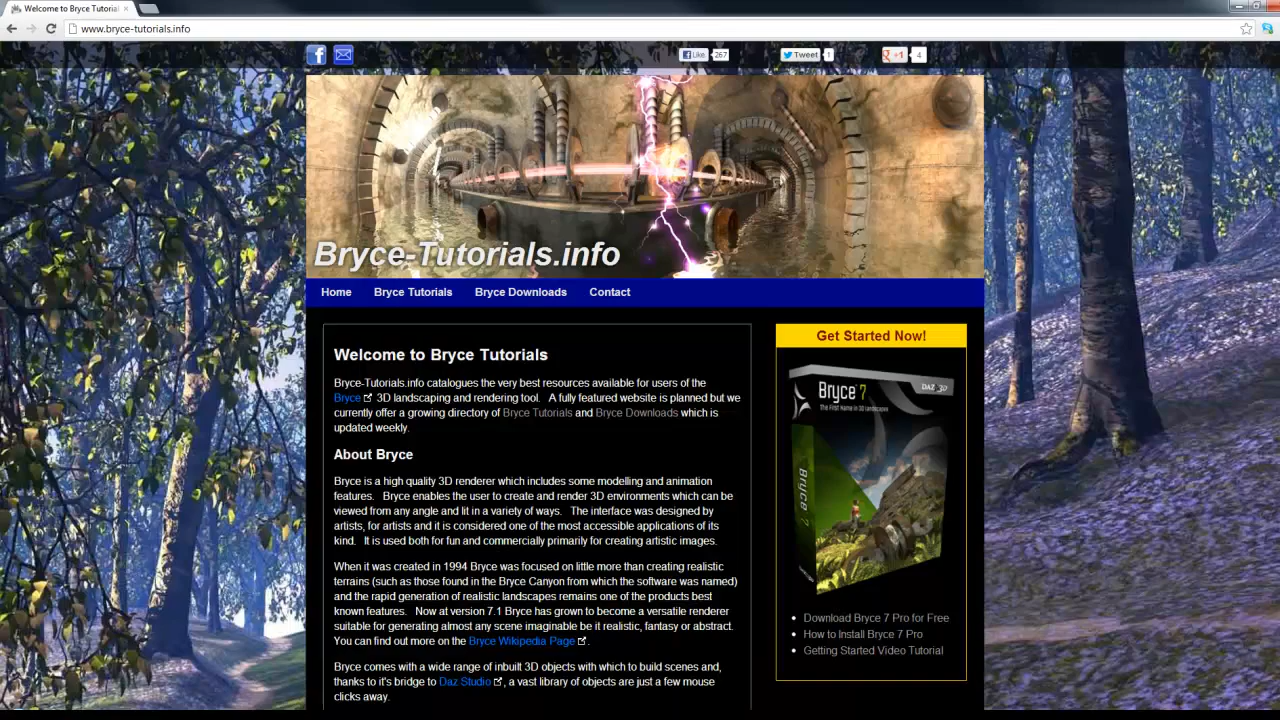 Welcome to Bryce Tutorial
www.bryce-tutorials.info
Like 267
Tweet 1
+1 4
Bryce-Tutorials.info
Home Bryce Tutorials Bryce Downloads Contact
Welcome to Bryce Tutorials
Bryce-Tutorials.info catalogues the very best resources available for users of the
Bryce 3D landscaping and rendering tool. A fully featured website is planned but we
currently offer a growing directory of Bryce Tutorials and Bryce Downloads which is
updated weekly.
About Bryce
Bryce is a high quality 3D renderer which includes some modelling and animation
features. Bryce enables the user to create and render 3D environments which can be
viewed from any angle and lit in a variety of ways. The interface was designed by
artists, for artists and it is considered one of the most accessible applications of its
kind. It is used both for fun and commercially primarily for creating artistic images.
When it was created in 1994 Bryce was focused on little more than creating realistic
terrains (such as those found in the Bryce Canyon from which the software was named)
and the rapid generation of realistic landscapes remains one of the products best
known features. Now at version 7.1 Bryce has grown to become a versatile renderer
suitable for generating almost any scene imaginable be it realistic, fantasy or abstract.
You can find out more on the Bryce Wikipedia Page.
Bryce comes with a wide range of inbuilt 3D objects with which to build scenes and,
thanks to it's bridge to Daz Studio, a vast library of objects are just a few mouse
clicks away.
Get Started Now!
Bryce 7
DAZ 3D
The First Name in 3D landscapes
Bryce 7
Download Bryce 7 Pro for Free
How to Install Bryce 7 Pro
Getting Started Video Tutorial